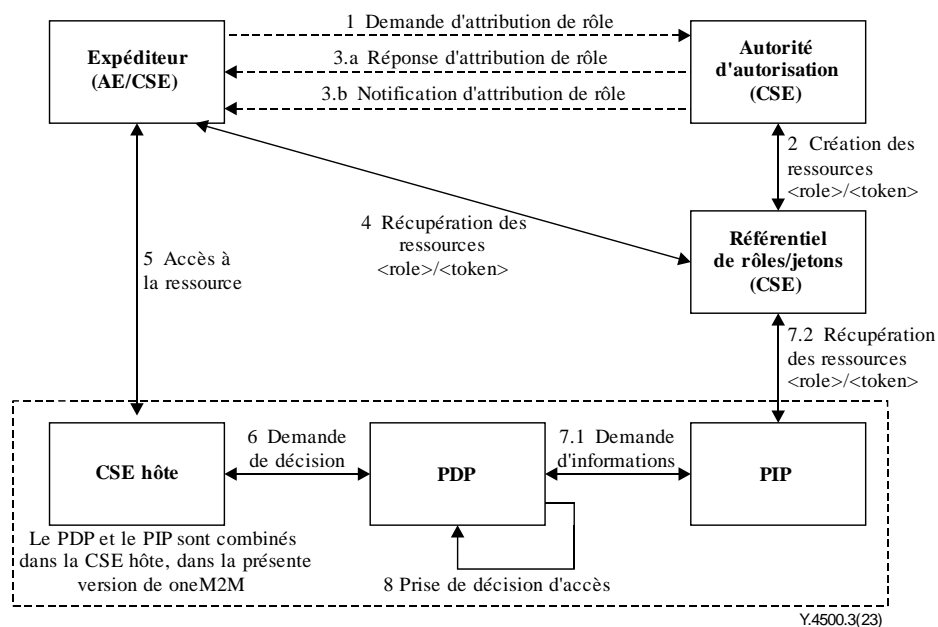 1 Demande d'attribution de rôle
Expéditeur
(AE/CSE)
3.a Réponse d'attribution de rôle
3.b Notification d'attribution de rôle
Autorité
d'autorisation
(CSE)
2 Création des
ressources
<role>/<token>
4 Récupération des
ressources
<role>/<token>
Référentiel
de rôles/jetons
(CSE)
5 Accès à
la ressource
7.2 Récupération
des ressources
<role>/<token>
CSE hôte
6 Demande
de décision
PDP
7.1 Demande
d'informations
PIP
Le PDP et le PIP sont combinés
dans la CSE hôte, dans la présente
version de oneM2M
8 Prise de décision d'accès
Y.4500.3(23)